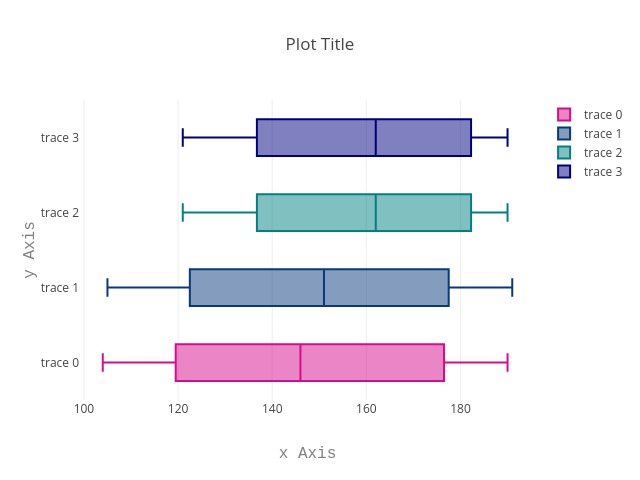 Plot Title
trace 0
trace 1
trace 2
trace 3
trace 3
trace 2
trace 1
trace 0
y Axis
100 120 140 160 180
x Axis